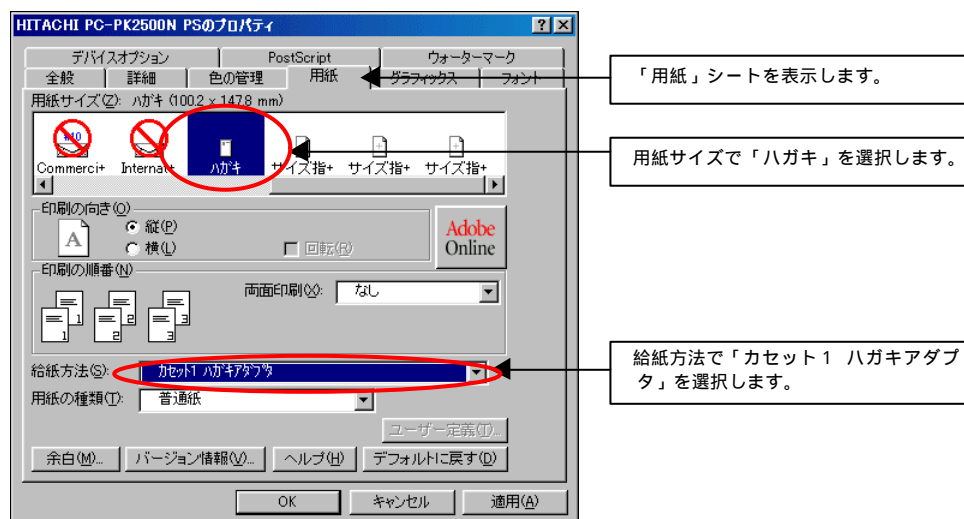 HITACHI PC-PK2500N PSのプロパティ
デバイスオプション PostScript ウォーターマーク
全般 詳細 色の管理 用紙 グラフィックス フォント
「用紙」シートを表示します。
用紙サイズ(Z): ハガキ (100.2 x 147.8 mm)
#10
Commerci+ Internat+ ハガキ サイズ指+ サイズ指+ サイズ指+
用紙サイズで「ハガキ」を選択します。
印刷の向き(O)
A
縦(P)
横(L)
回転(R)
Adobe
Online
印刷の順番(N)
1 1 2 2 3 3
両面印刷(X): なし
給紙方法(S): カセット1 ハガキアダプタ
給紙方法で「カセット1 ハガキアダプ
タ」を選択します。
用紙の種類(T): 普通紙
ユーザー定義(T)...
余白(M)... バージョン情報(V)... ヘルプ(H) デフォルトに戻す(D)
OK キャンセル 適用(A)